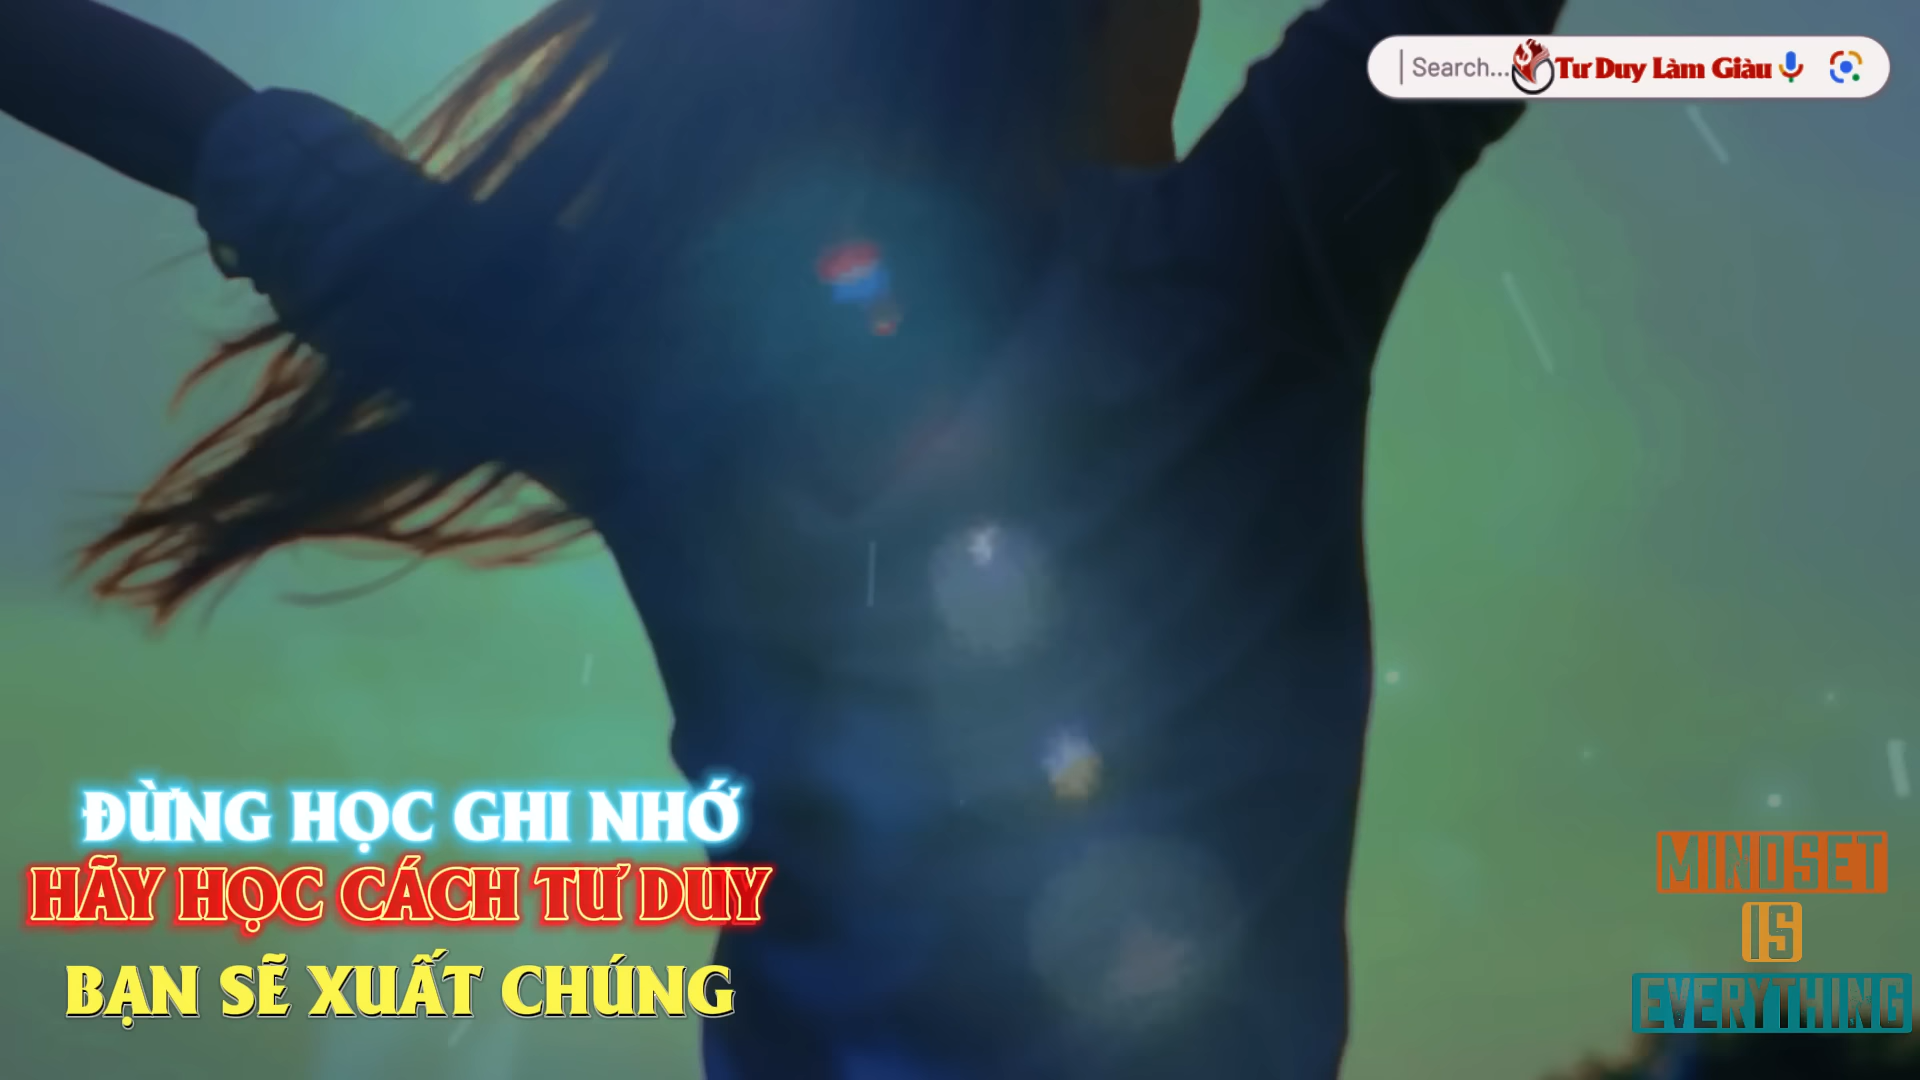 Search... Tư Duy Làm Giàu
ĐỪNG HỌC GHI NHỚ
HÃY HỌC CÁCH TƯ DUY
BẠN SẼ XUẤT CHÚNG
MINDSET
IS
EVERYTHING